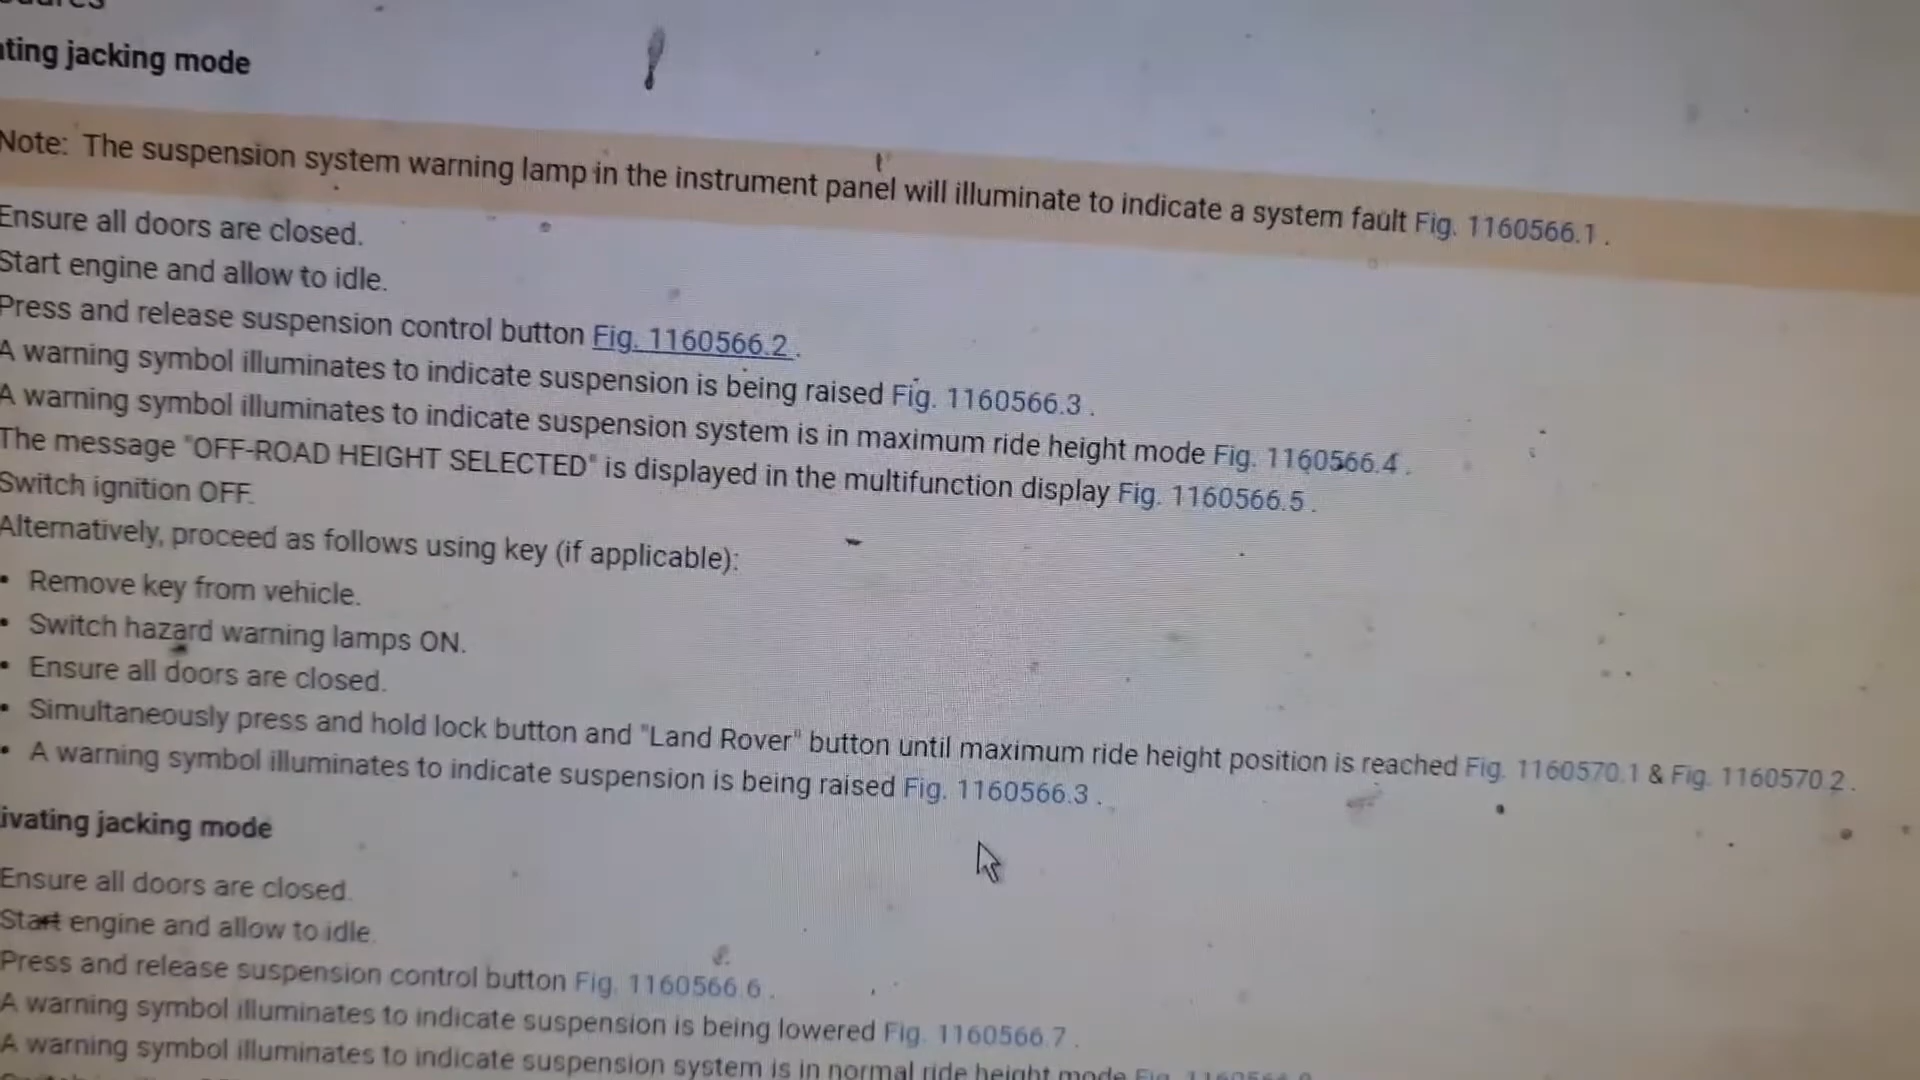 ting jacking mode
Note: The suspension system warning lamp in the instrument panel will illuminate to indicate a system fault Fig. 1160566.1 .
Ensure all doors are closed.
Start engine and allow to idle.
Press and release suspension control button Fig. 1160566.2 .
A warning symbol illuminates to indicate suspension is being raised Fig. 1160566.3 .
A warning symbol illuminates to indicate suspension system is in maximum ride height mode Fig. 1160566.4 .
The message "OFF-ROAD HEIGHT SELECTED" is displayed in the multifunction display Fig. 1160566.5 .
Switch ignition OFF.
Alternatively, proceed as follows using key (if applicable):
• Remove key from vehicle.
• Switch hazard warning lamps ON.
• Ensure all doors are closed.
• Simultaneously press and hold lock button and "Land Rover" button until maximum ride height position is reached Fig. 1160570.1 & Fig. 1160570.2 .
• A warning symbol illuminates to indicate suspension is being raised Fig. 1160566.3 .
ivating jacking mode
Ensure all doors are closed.
Start engine and allow to idle.
Press and release suspension control button Fig. 1160566.6 .
A warning symbol illuminates to indicate suspension is being lowered Fig. 1160566.7 .
A warning symbol illuminates to indicate suspension system is in normal ride height mode Fig.